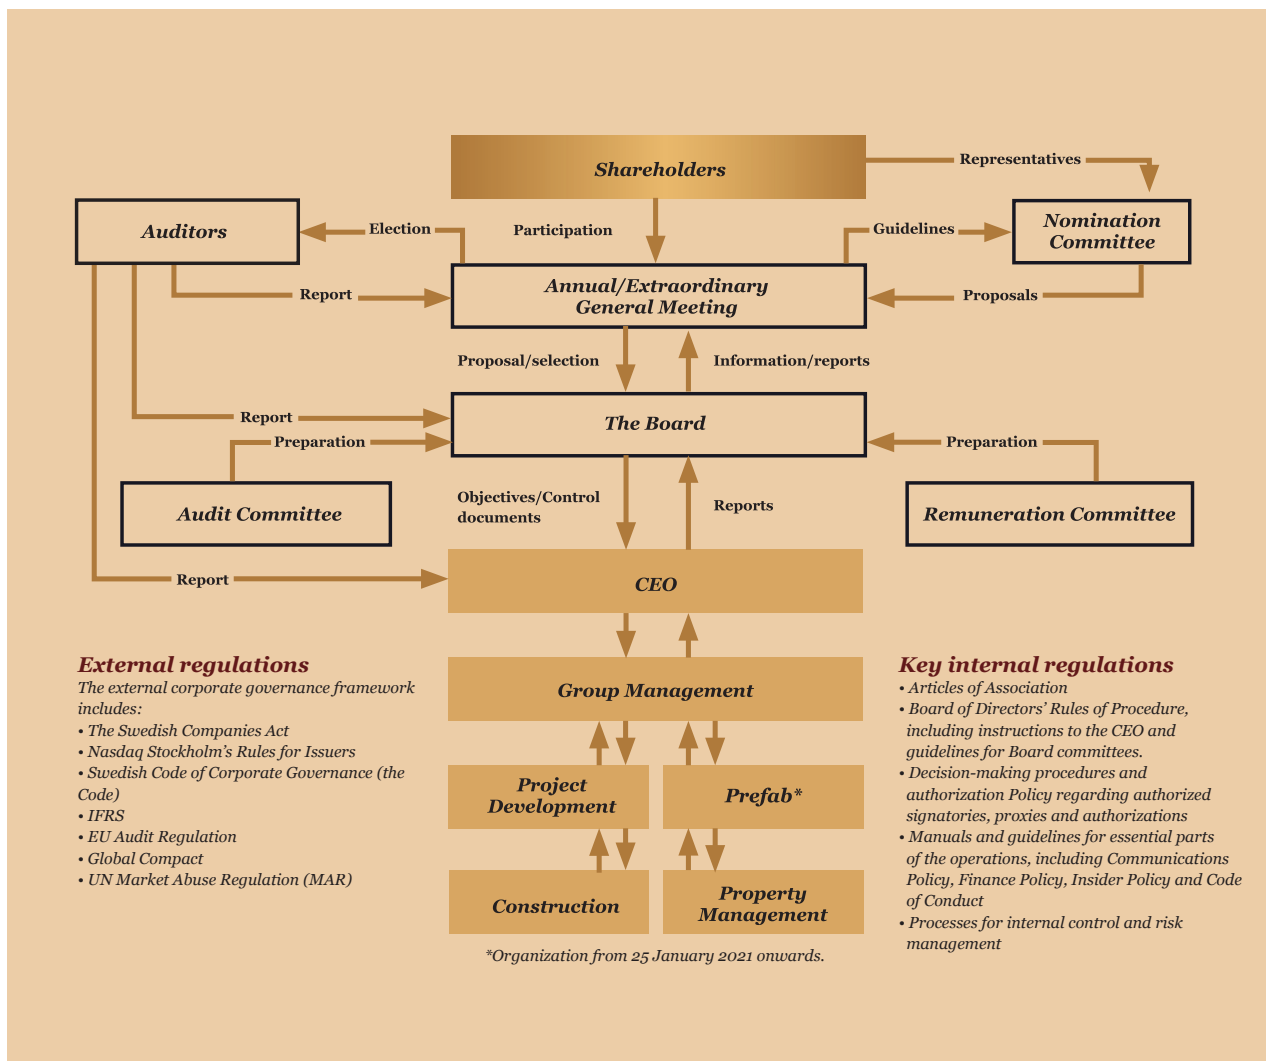 Shareholders
Representatives
Auditors
Election
Participation
Guidelines
Nomination
Committee
Report
Annual/Extraordinary
General Meeting
Proposals
Proposal/selection
Information/reports
Report
The Board
Preparation
Preparation
Audit Committee
Objectives/Control
documents
Reports
Remuneration Committee
Report
CEO
External regulations
The external corporate governance framework
includes:
• The Swedish Companies Act
• Nasdaq Stockholm’s Rules for Issuers
• Swedish Code of Corporate Governance (the
Code)
• IFRS
• EU Audit Regulation
• Global Compact
• UN Market Abuse Regulation (MAR)
Group Management
Project
Development
Prefab*
Construction
Property
Management
*Organization from 25 January 2021 onwards.
Key internal regulations
• Articles of Association
• Board of Directors’ Rules of Procedure,
including instructions to the CEO and
guidelines for Board committees.
• Decision-making procedures and
authorization Policy regarding authorized
signatories, proxies and authorizations
• Manuals and guidelines for essential parts
of the operations, including Communications
Policy, Finance Policy, Insider Policy and Code
of Conduct
• Processes for internal control and risk
management